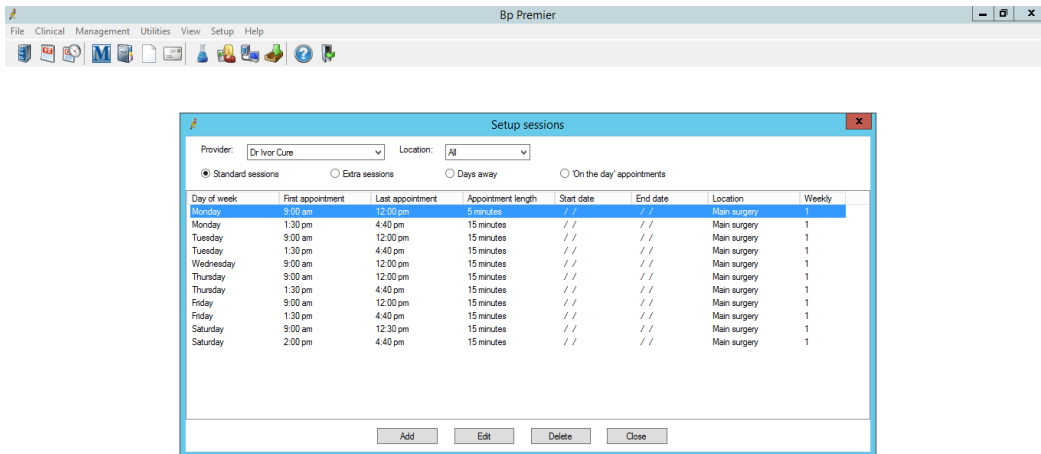 Bp Premier
File Clinical Management Utilities View Setup Help
Setup sessions
Provider: Dr Ivor Cure Location: All
Standard sessions Extra sessions Days away 'On the day' appointments
Day of week First appointment Last appointment Appointment length Start date End date Location Weekly
Monday 9:00 am 12:00 pm 5 minutes / / / / Main surgery 1
Monday 1:30 pm 4:40 pm 15 minutes / / / / Main surgery 1
Tuesday 9:00 am 12:00 pm 15 minutes / / / / Main surgery 1
Tuesday 1:30 pm 4:40 pm 15 minutes / / / / Main surgery 1
Wednesday 9:00 am 12:00 pm 15 minutes / / / / Main surgery 1
Thursday 9:00 am 12:00 pm 15 minutes / / / / Main surgery 1
Thursday 1:30 pm 4:40 pm 15 minutes / / / / Main surgery 1
Friday 9:00 am 12:00 pm 15 minutes / / / / Main surgery 1
Friday 1:30 pm 4:40 pm 15 minutes / / / / Main surgery 1
Saturday 9:00 am 12:30 pm 15 minutes / / / / Main surgery 1
Saturday 2:00 pm 4:40 pm 15 minutes / / / / Main surgery 1
Add Edit Delete Close